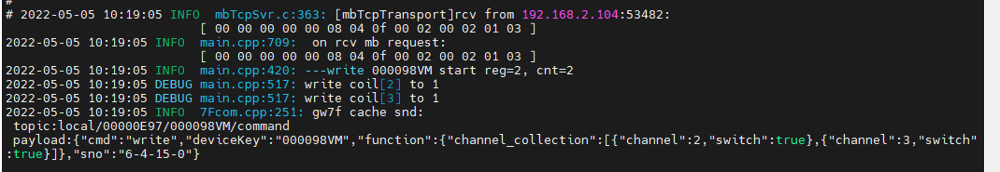 # 2022-05-05 10:19:05 INFO  mbTcpSvr.c:363: [mbTcpTransport]rcv from 192.168.2.104:53482:
[ 00 00 00 00 00 08 04 0f 00 02 00 02 01 03 ]
2022-05-05 10:19:05 INFO  main.cpp:709:  on rcv mb request:
[ 00 00 00 00 00 08 04 0f 00 02 00 02 01 03 ]
2022-05-05 10:19:05 INFO  main.cpp:420: ---write 000098VM start reg=2, cnt=2
2022-05-05 10:19:05 DEBUG main.cpp:517: write coil[2] to 1
2022-05-05 10:19:05 DEBUG main.cpp:517: write coil[3] to 1
2022-05-05 10:19:05 INFO  7Fcom.cpp:251: gw7f cache snd:
topic:local/00000E97/000098VM/command
payload:{"cmd":"write","deviceKey":"000098VM","function":{"channel_collection":[{"channel":2,"switch":true},{"channel":3,"switch"
:true}]},"sno":"6-4-15-0"}